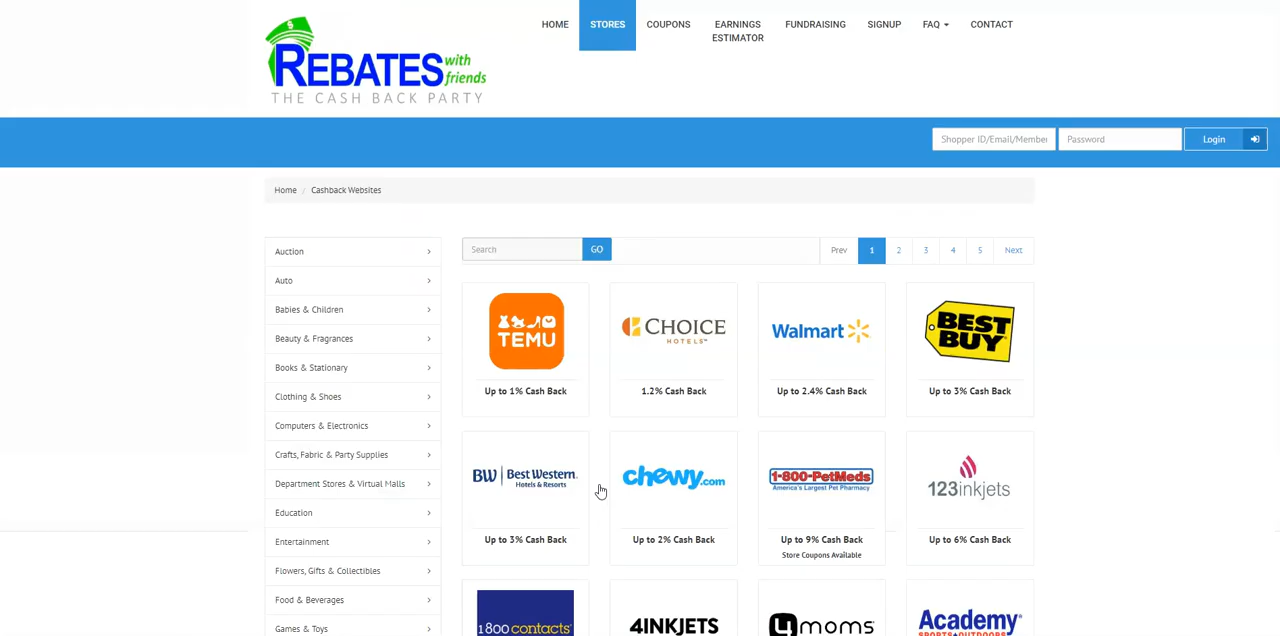 HOME
STORES
COUPONS
EARNINGS
ESTIMATOR
FUNDRAISING
SIGNUP
FAQ
CONTACT
$
REBATES with
friends
THE CASH BACK PARTY
Shopper ID/Email/Member
Password
Login
Home / Cashback Websites
Search
GO
Prev
1
2
3
4
5
Next
Auction
Auto
Babies & Children
Beauty & Fragrances
Books & Stationary
Clothing & Shoes
Computers & Electronics
Crafts, Fabric & Party Supplies
Department Stores & Virtual Malls
Education
Entertainment
Flowers, Gifts & Collectibles
Food & Beverages
Games & Toys
TEMU
Up to 1% Cash Back
CHOICE
HOTELS™
1.2% Cash Back
Walmart
Up to 2.4% Cash Back
BEST
BUY
Up to 3% Cash Back
BW | Best Western.
Hotels & Resorts
Up to 3% Cash Back
chewy.com
Up to 2% Cash Back
1-800-PetMeds
America's Largest Pet Pharmacy
Up to 9% Cash Back
Store Coupons Available
123inkjets
Up to 6% Cash Back
1800contacts
4INKJETS
4moms
Academy
SPORTS+OUTDOORS